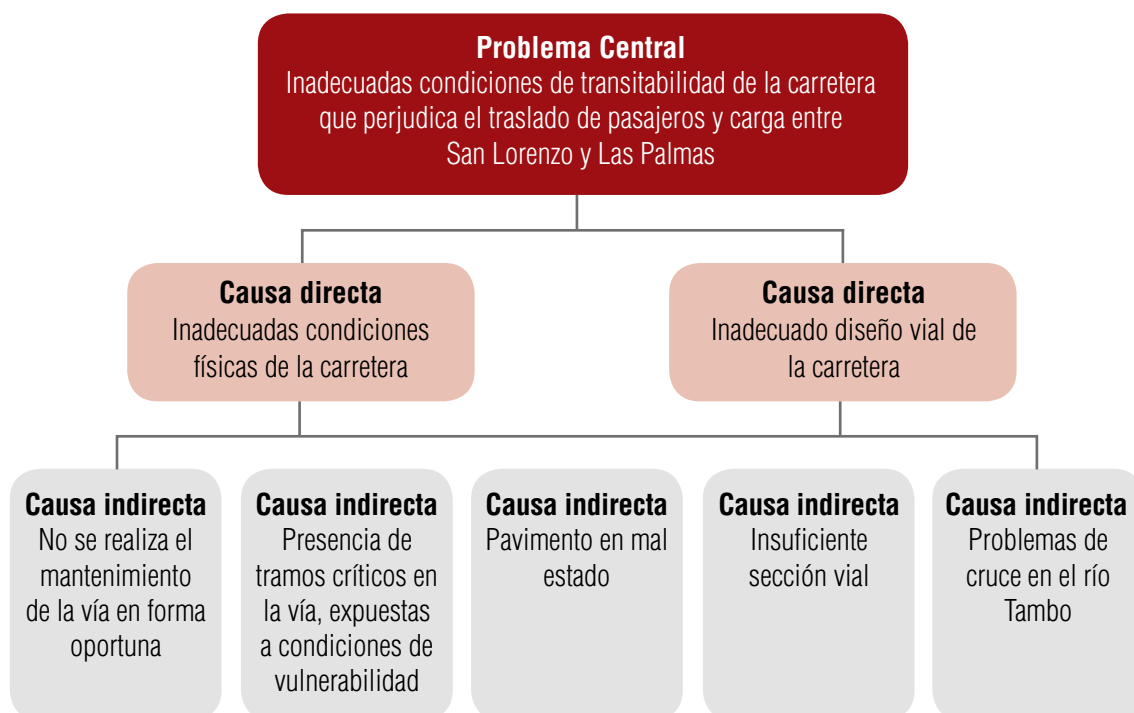 Problema Central
Inadecuadas condiciones de transitabilidad de la carretera
que perjudica el traslado de pasajeros y carga entre
San Lorenzo y Las Palmas
Causa directa
Inadecuadas condiciones
físicas de la carretera
Causa directa
Inadecuado diseño vial de
la carretera
Causa indirecta
No se realiza el
mantenimiento
de la vía en forma
oportuna
Causa indirecta
Presencia de
tramos críticos en
la vía, expuestas
a condiciones de
vulnerabilidad
Causa indirecta
Pavimento en mal
estado
Causa indirecta
Insuficiente
sección vial
Causa indirecta
Problemas de
cruce en el río
Tambo